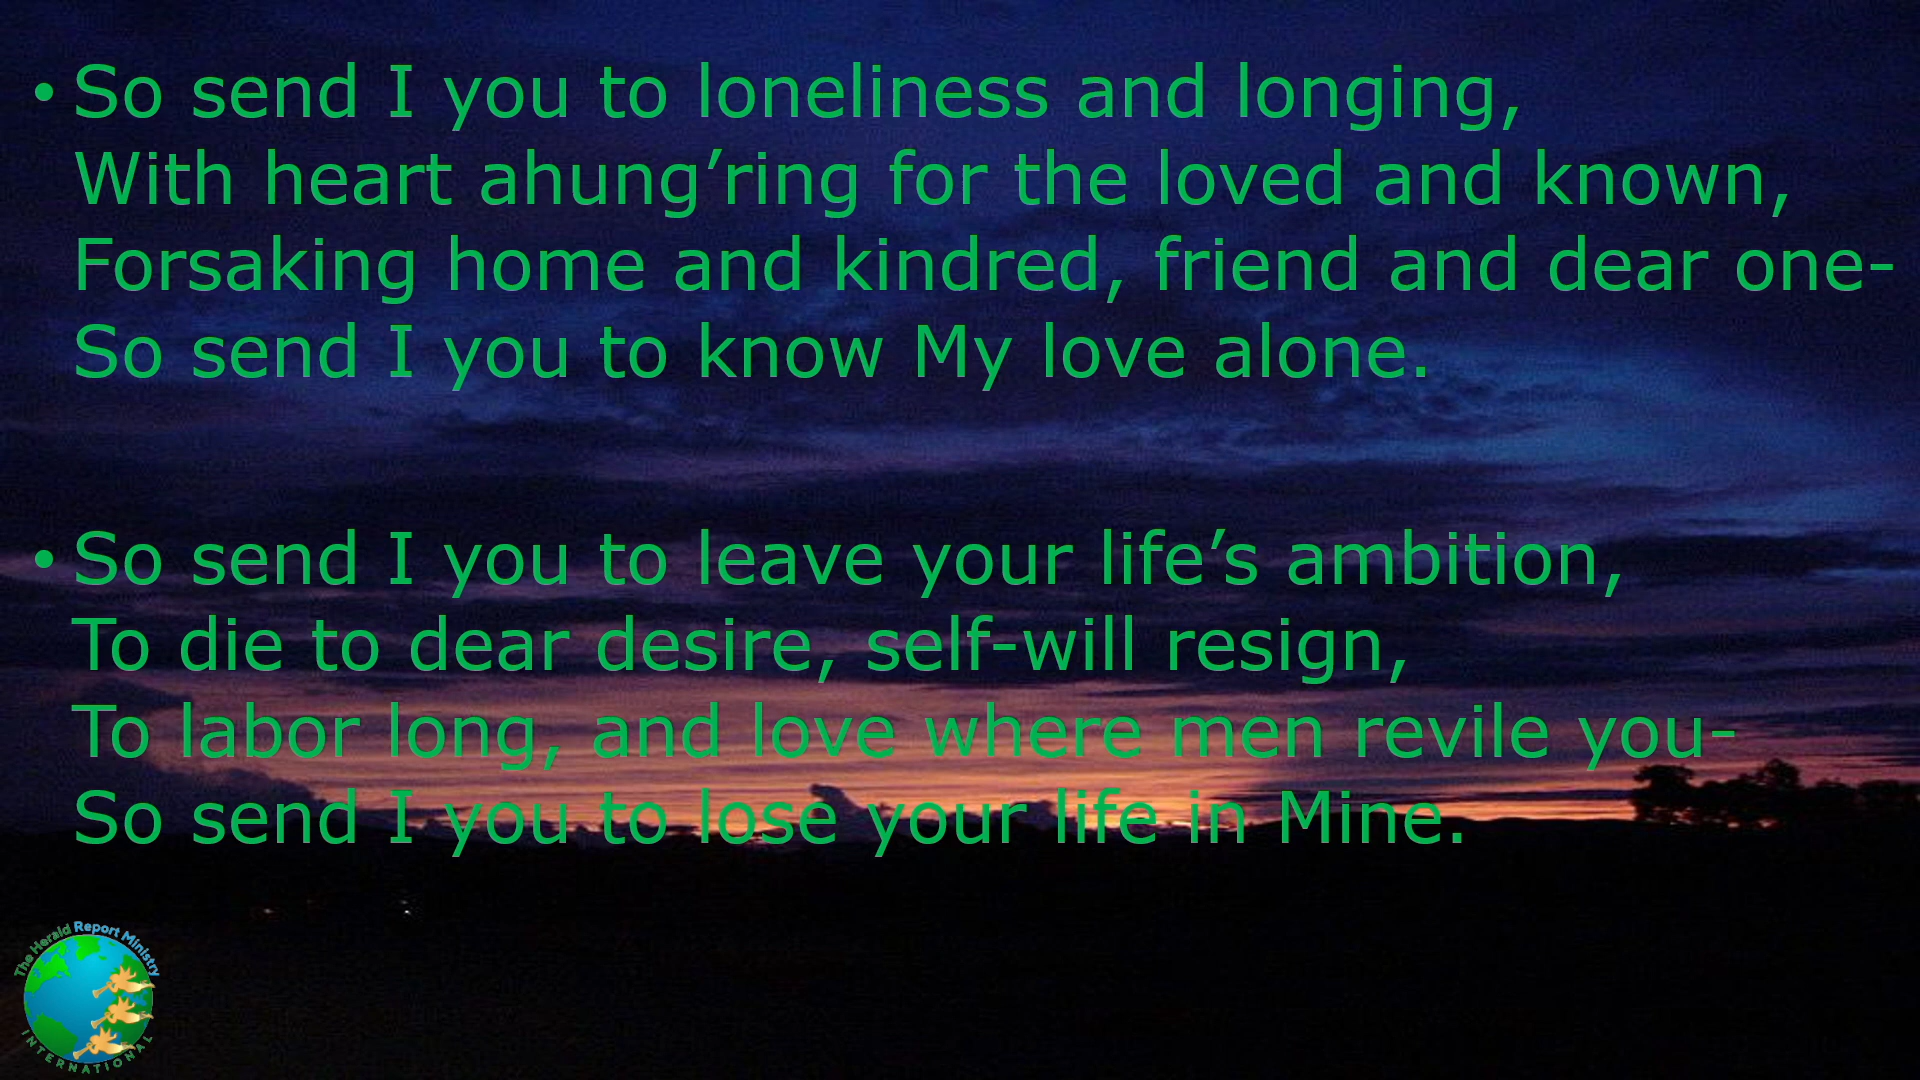 • So send I you to loneliness and longing,
With heart ahung’ring for the loved and known,
Forsaking home and kindred, friend and dear one-
So send I you to know My love alone.
• So send I you to leave your life’s ambition,
To die to dear desire, self-will resign,
To labor long, and love where men revile you-
So send I you to lose your life in Mine.
The Herald Report Ministry
INTERNATIONAL